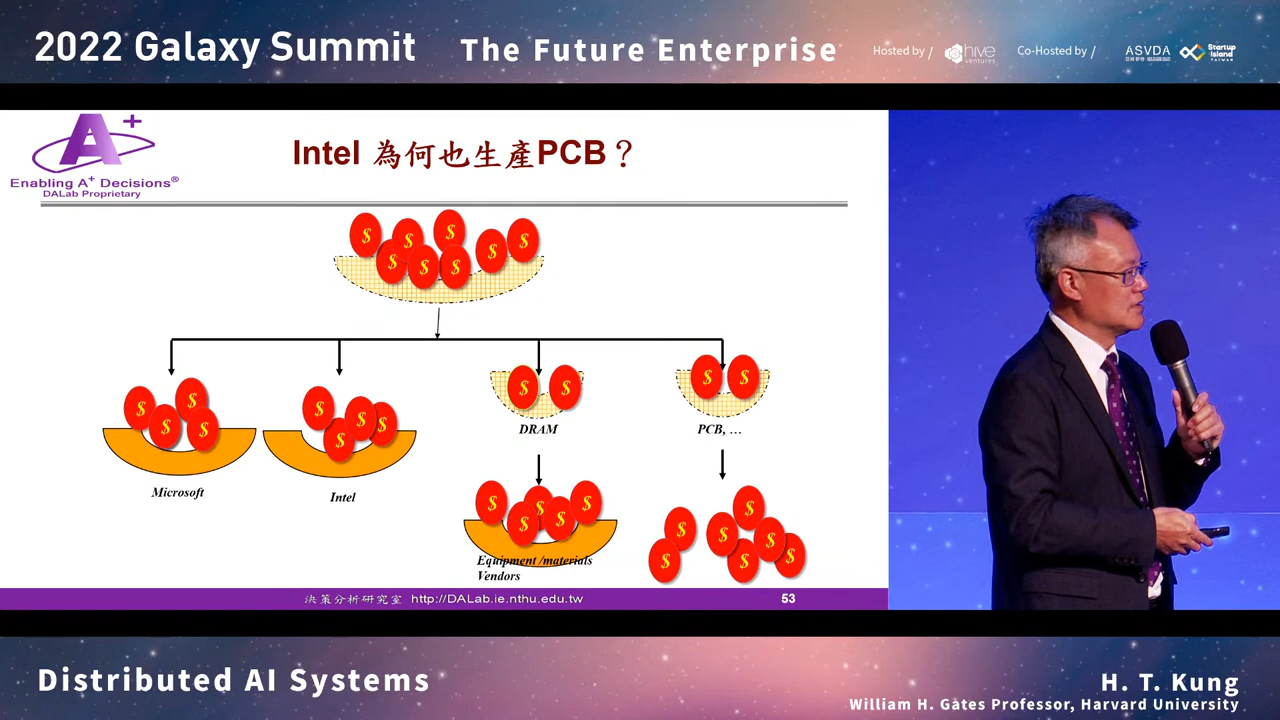 2022 Galaxy Summit
The Future Enterprise
Hosted by /
hive
ventures
Co-Hosted by /
ASVDA
Startup
Island
TAIWAN
A+
Enabling A+ Decisions®
DALab Proprietary
Intel 為何也生產PCB？
$ $ $ $ $ $ $ $ $
$ $ $ $
Microsoft
$ $ $ $
Intel
$ $
DRAM
$ $
PCB, …
$ $ $ $ $
Equipment /materials
Vendors
$ $ $ $ $ $ $
決策分析研究室 http://DALab.ie.nthu.edu.tw
53
Distributed AI Systems
H. T. Kung
William H. Gates Professor, Harvard University